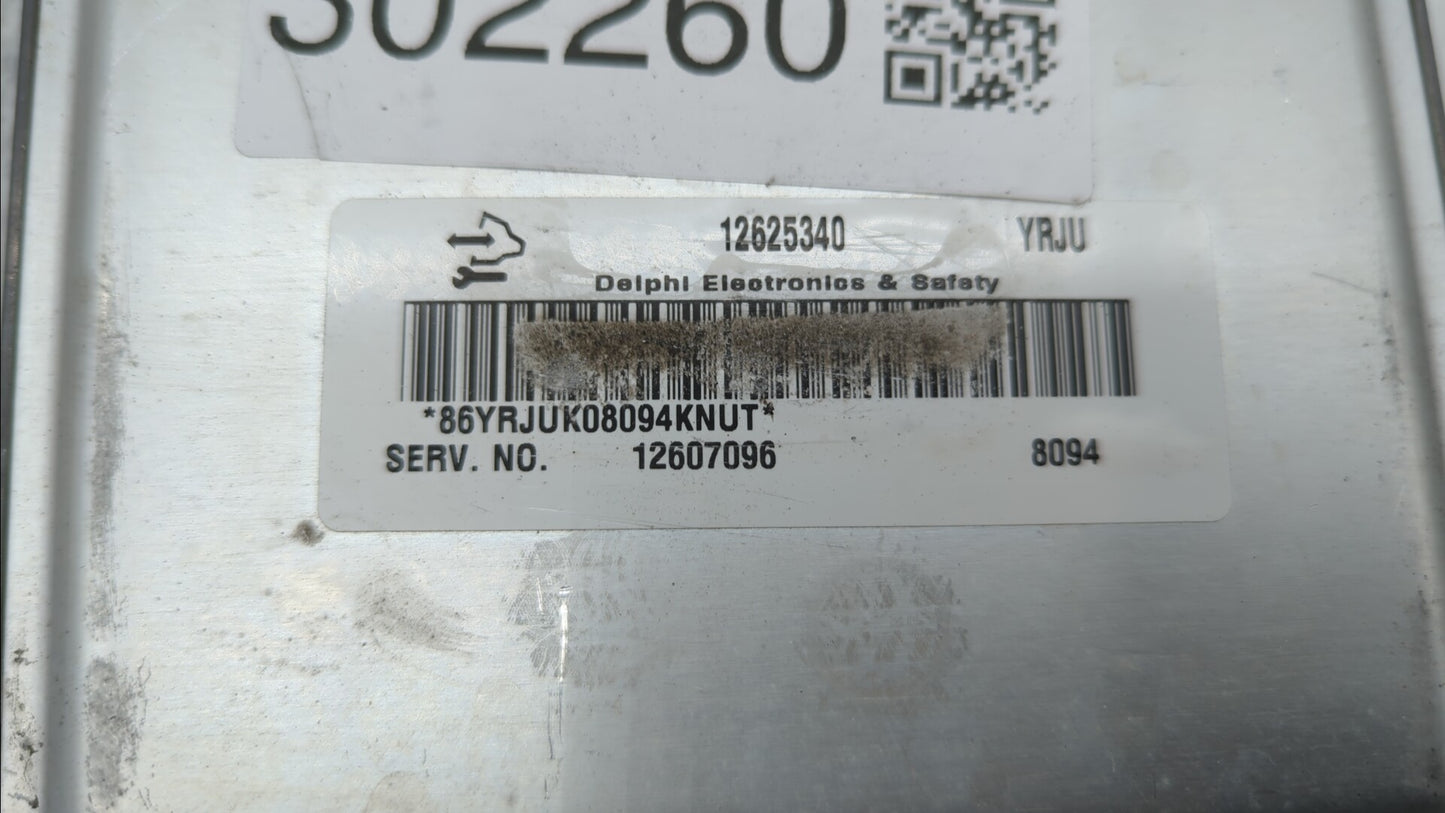 302260
12625340 YRJU
Delphi Electronics & Safety
*86YRJUK08094KNUT*
SERV. NO. 12607096 8094